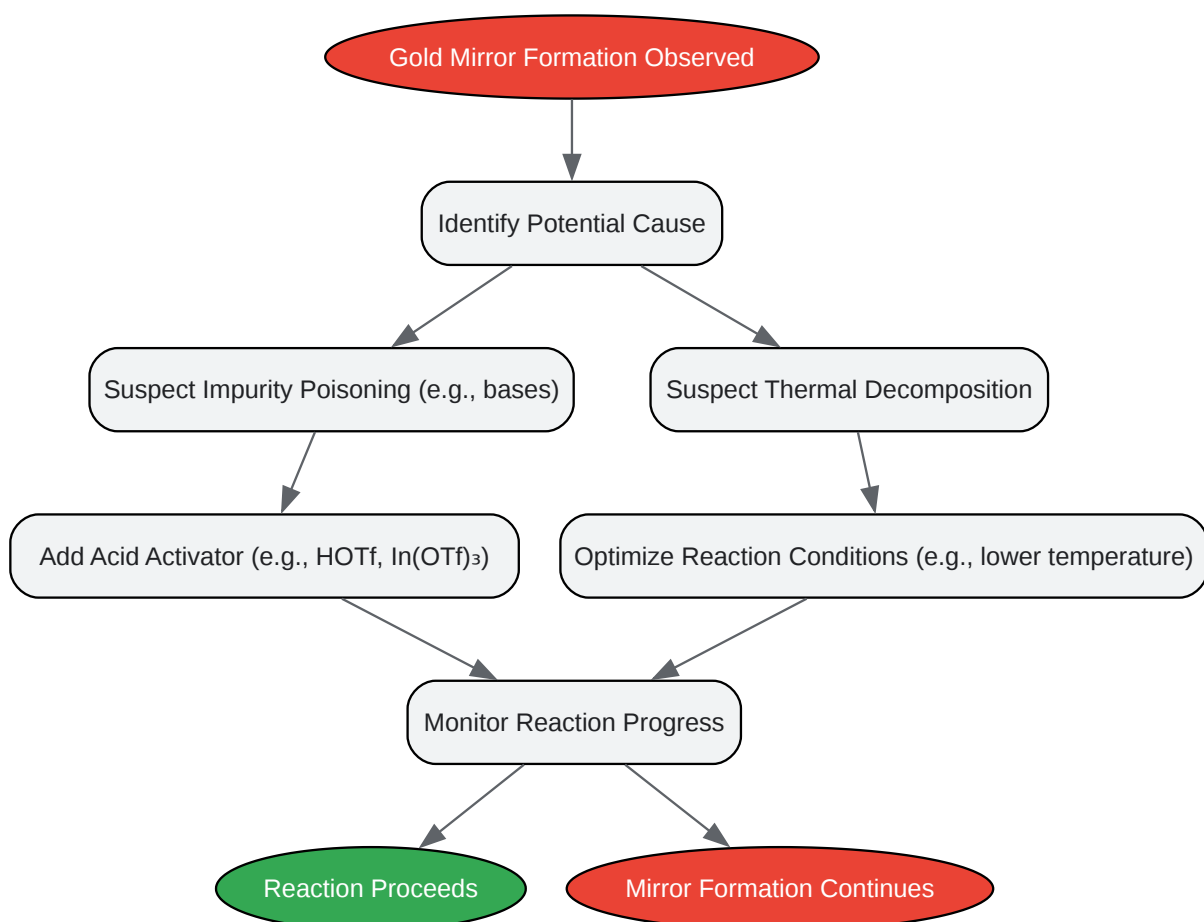 Gold Mirror Formation Observed
Identify Potential Cause
Suspect Impurity Poisoning (e.g., bases)
Suspect Thermal Decomposition
Add Acid Activator (e.g., HOTf, In(OTf)₃)
Optimize Reaction Conditions (e.g., lower temperature)
Monitor Reaction Progress
Reaction Proceeds
Mirror Formation Continues